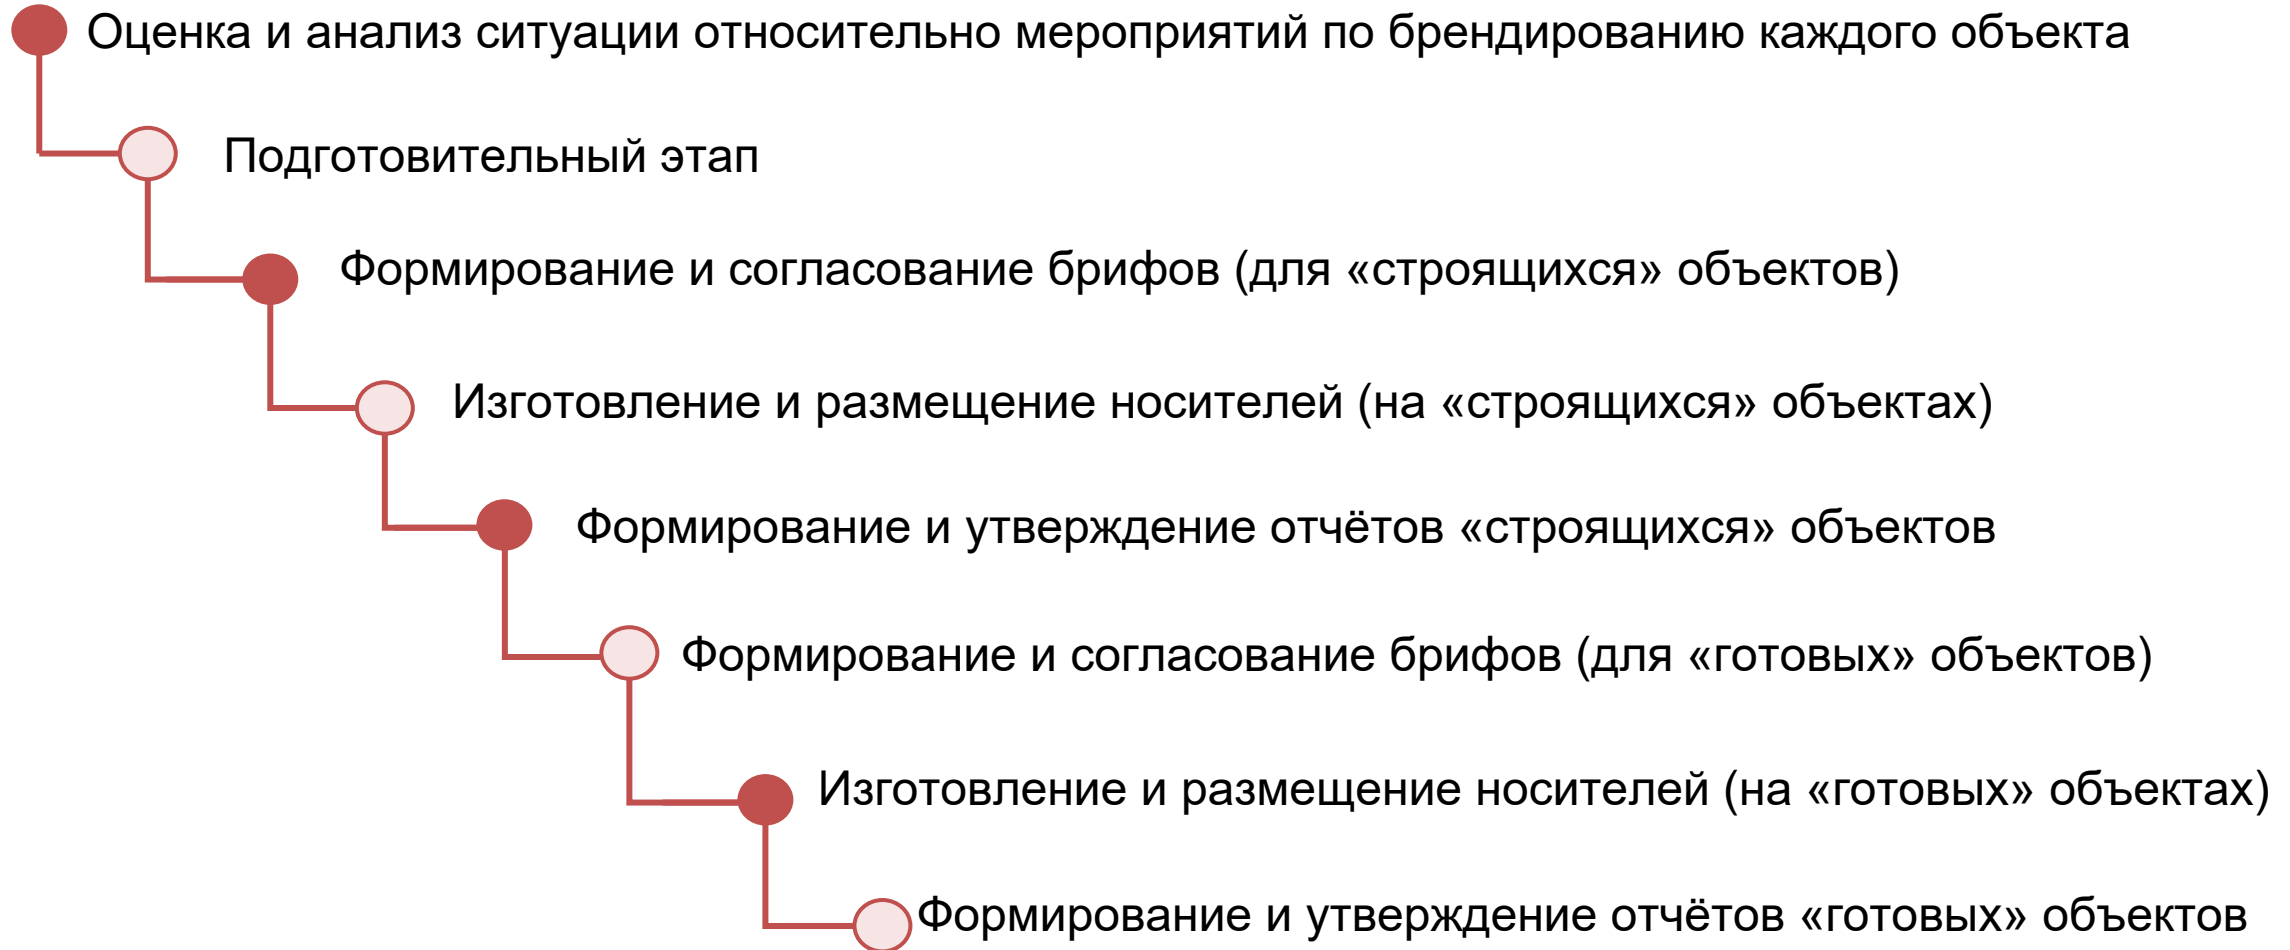 Оценка и анализ ситуации относительно мероприятий по брендированию каждого объекта
Подготовительный этап
Формирование и согласование брифов (для «строящихся» объектов)
Изготовление и размещение носителей (на «строящихся» объектах)
Формирование и утверждение отчётов «строящихся» объектов
Формирование и согласование брифов (для «готовых» объектов)
Изготовление и размещение носителей (на «готовых» объектах)
Формирование и утверждение отчётов «готовых» объектов